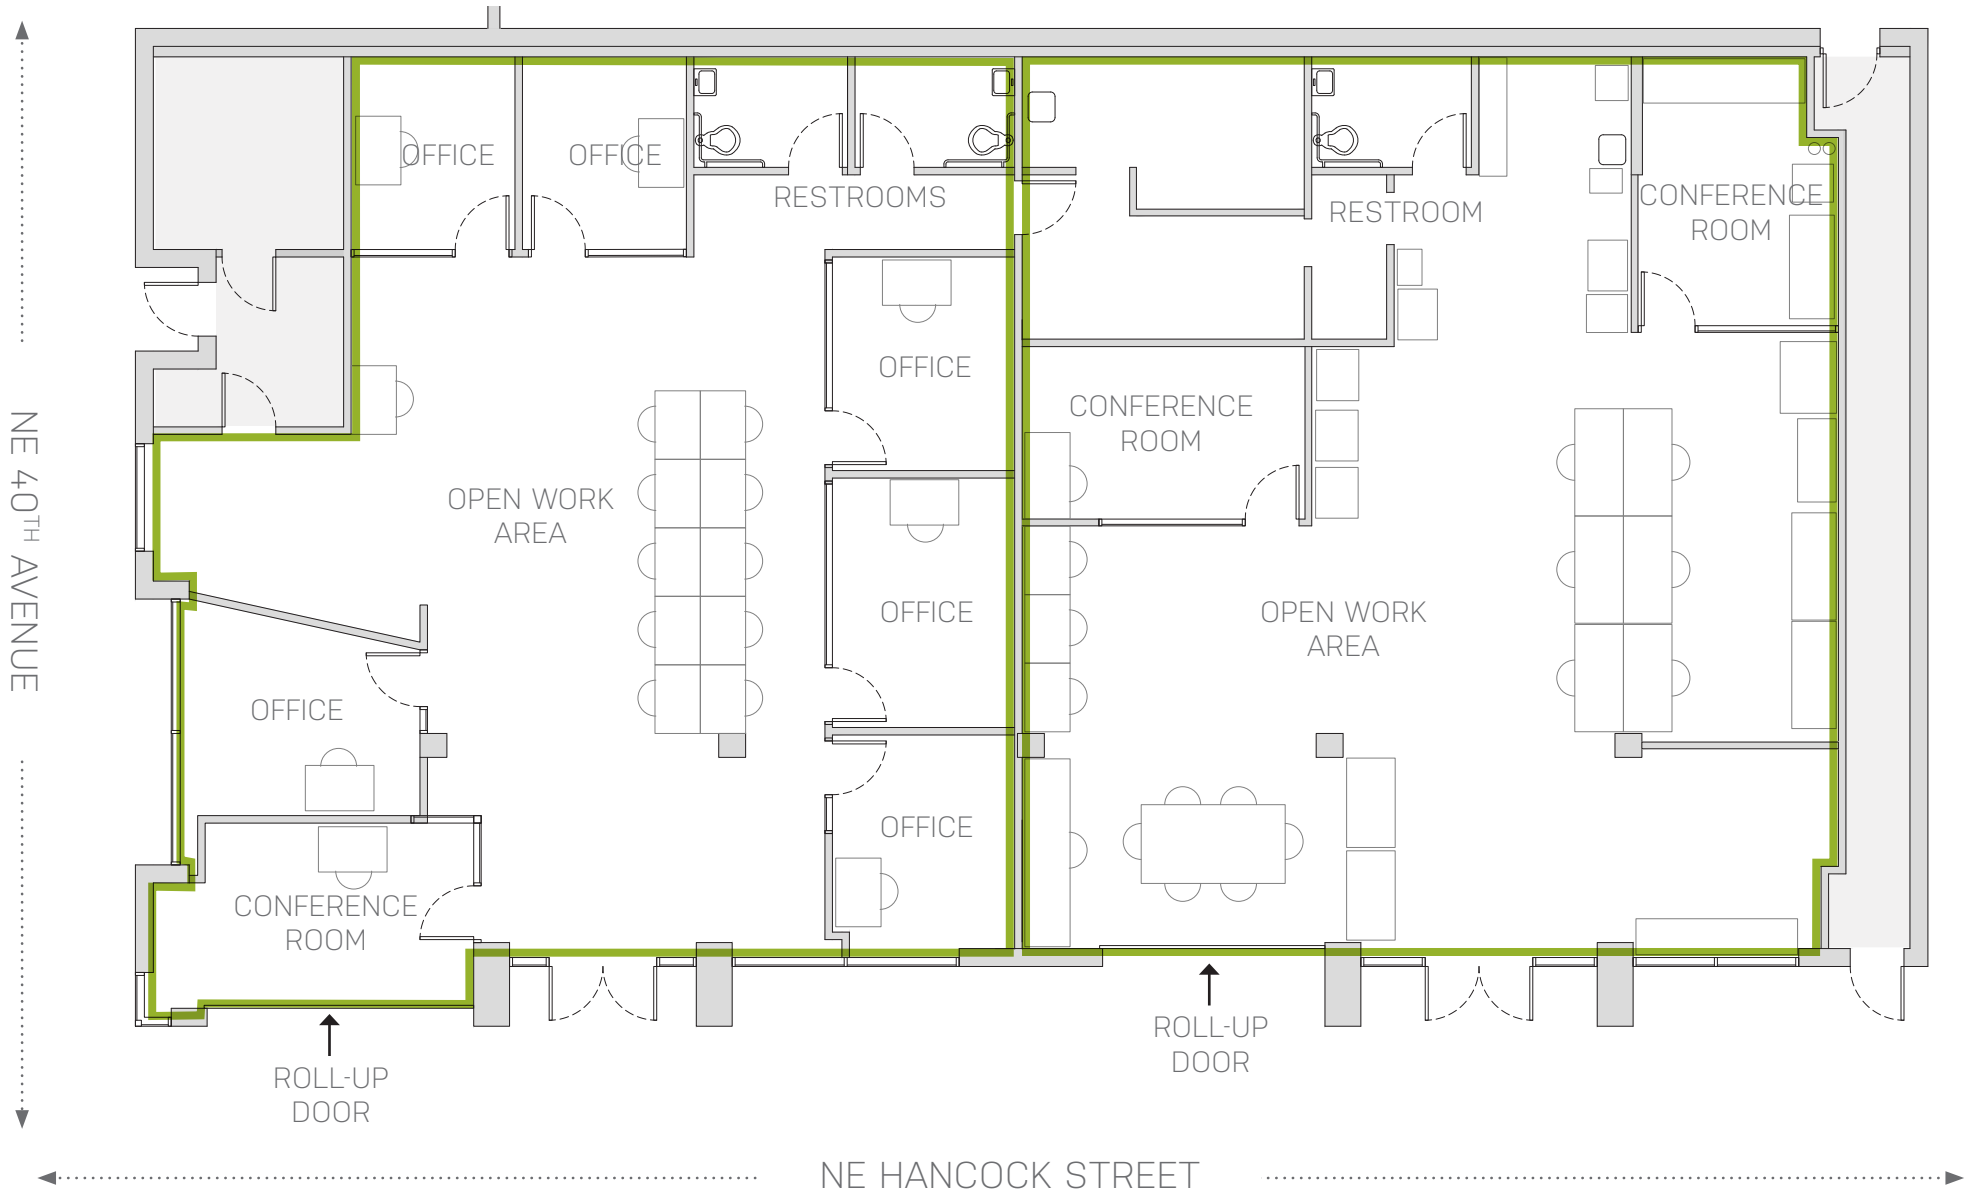 OFFICE
OFFICE
RESTROOMS
RESTROOM
CONFERENCE
ROOM
OFFICE
CONFERENCE
ROOM
OPEN WORK
AREA
OFFICE
OPEN WORK
AREA
OFFICE
OFFICE
CONFERENCE
ROOM
ROLL-UP
DOOR
ROLL-UP
DOOR
NE 40TH AVENUE
NE HANCOCK STREET